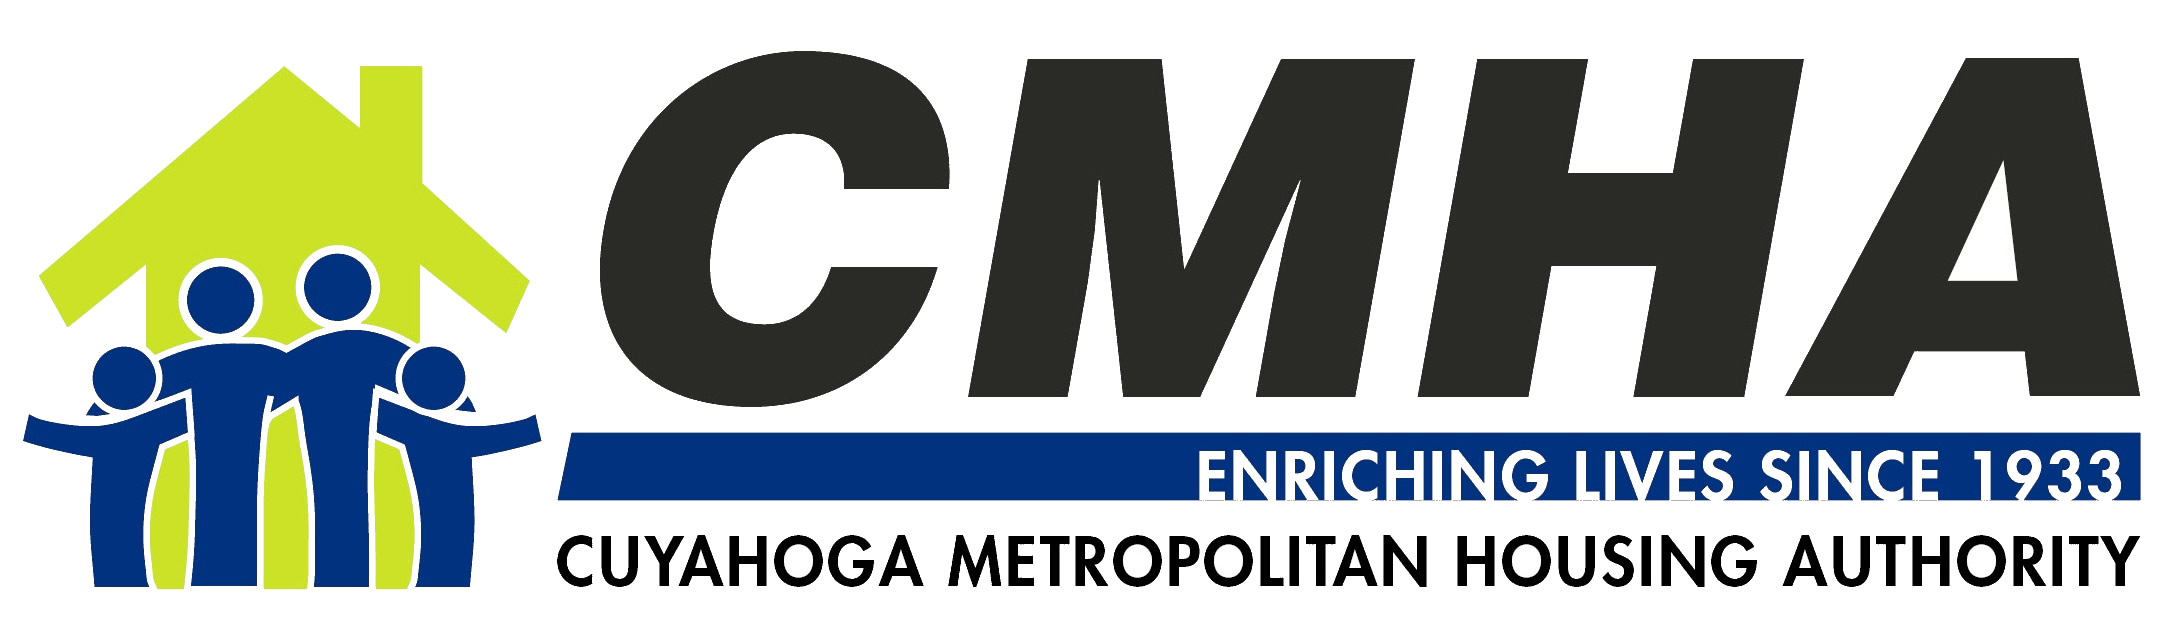 CMHA
ENRICHING LIVES SINCE 1933
CUYAHOGA METROPOLITAN HOUSING AUTHORITY